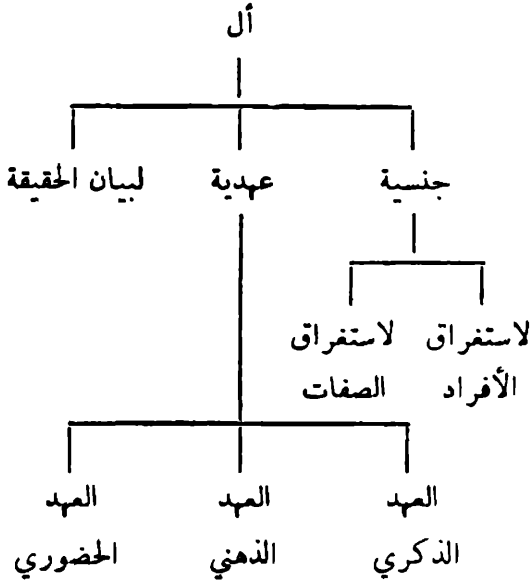 أل
جنسية عهدية لبيان الحقيقة
لاستغراق لاستغراق
الأفراد الصفات
العهد العهد العهد
الذكري الذهني الحضوري